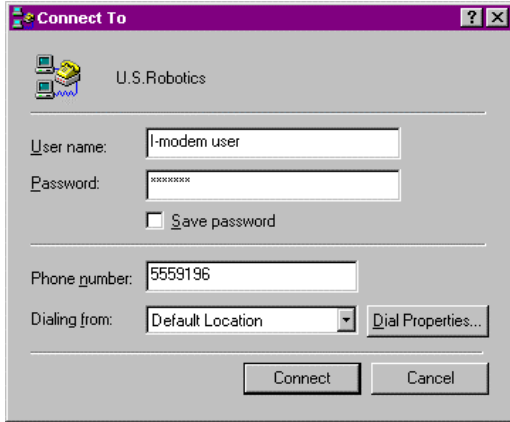 Connect To
U.S.Robotics
User name: I-modem user
Password: *******
Save password
Phone number: 5559196
Dialing from: Default Location Dial Properties...
Connect Cancel